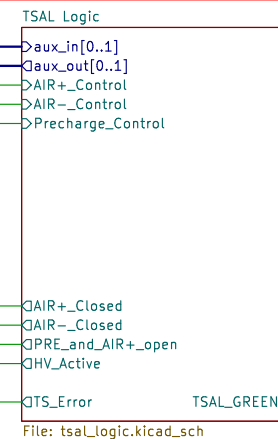 TSAL Logic
aux_in[0..1]
aux_out[0..1]
AIR+_Control
AIR-_Control
Precharge_Control
AIR+_Closed
AIR-_Closed
PRE_and_AIR+_open
HV_Active
TS_Error TSAL_GREEN
File: tsal_logic.kicad_sch